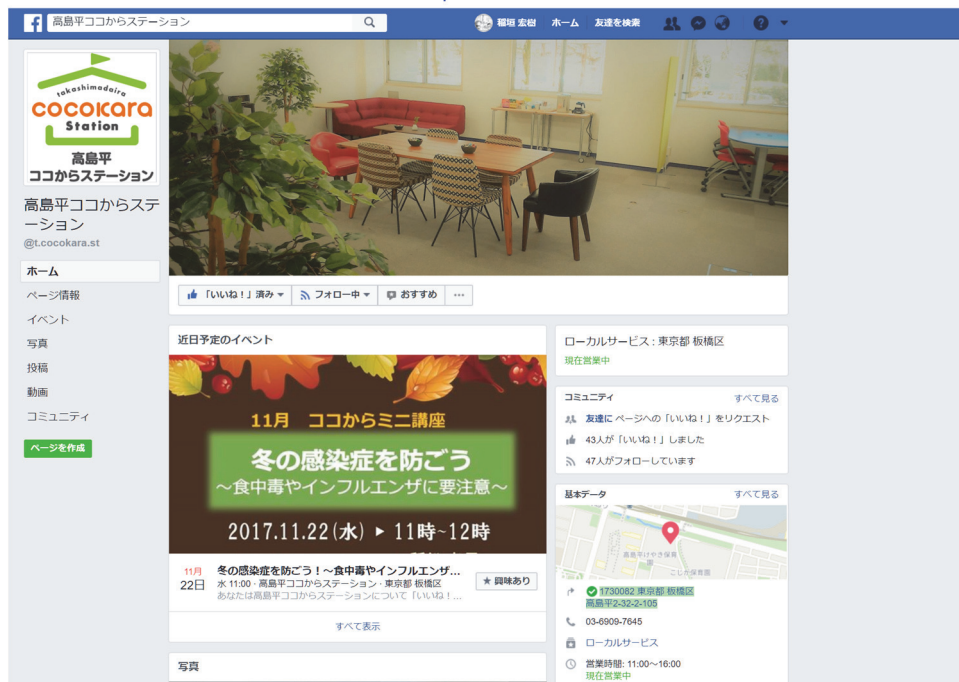 高島平ココからステーション
稲垣 宏樹 ホーム 友達を検索
takashimadaira
cocokara
Station
高島平
ココからステーション
高島平ココからステ
ーション
@t.cocokara.st
ホーム
ページ情報
イベント
写真
投稿
動画
コミュニティ
ページを作成
「いいね！」済み フォロー中 おすすめ ...
近日予定のイベント
11月 ココからミニ講座
冬の感染症を防ごう
～食中毒やインフルエンザに要注意～
2017.11.22(水) ▶ 11時~12時
11月
22日
冬の感染症を防ごう！～食中毒やインフルエンザ...
水 11:00 · 高島平ココからステーション · 東京都 板橋区
あなたは高島平ココからステーションについて「いいね！...
★ 興味あり
すべて表示
写真
ローカルサービス : 東京都 板橋区
現在営業中
コミュニティ すべて見る
友達に ページへの「いいね！」をリクエスト
43人が「いいね！」しました
47人がフォローしています
基本データ すべて見る
高島平けやき保育
園
こじか保育園
1730082 東京都 板橋区
高島平2-32-2-105
03-6909-7645
ローカルサービス
営業時間: 11:00～16:00
現在営業中